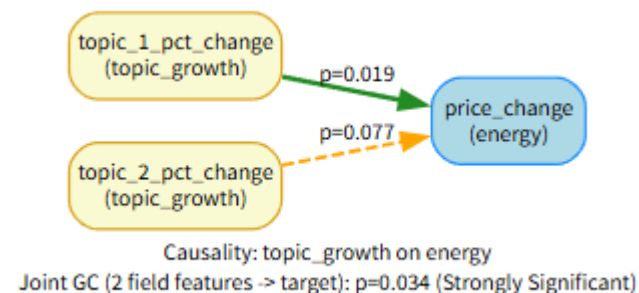 topic_1_pct_change
(topic_growth)
p=0.019
price_change
(energy)
p=0.077
topic_2_pct_change
(topic_growth)
Causality: topic_growth on energy
Joint GC (2 field features -> target): p=0.034 (Strongly Significant)